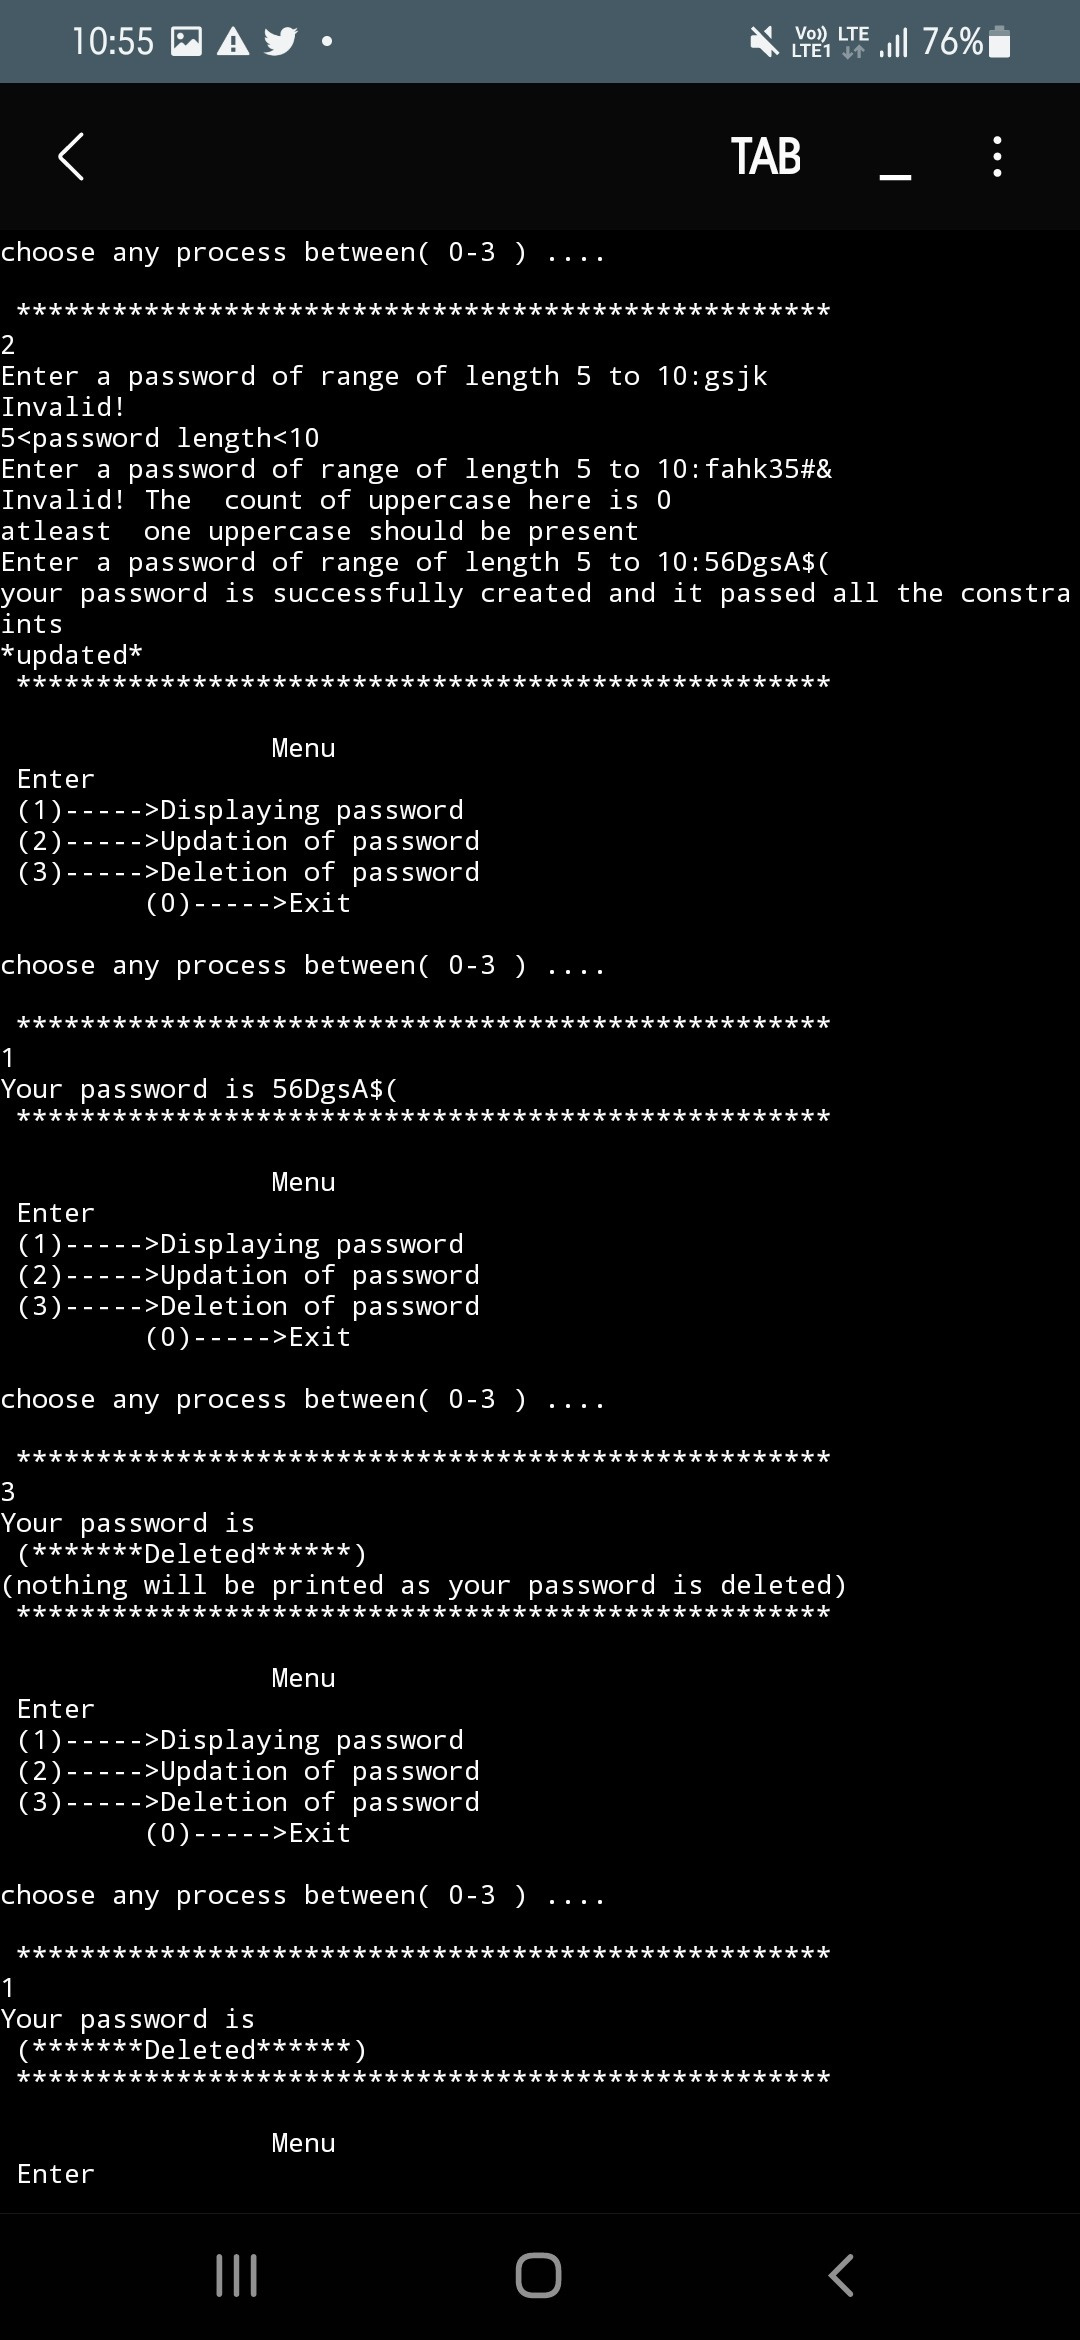 10:55
Vo)) LTE
LTE1
76%
TAB
choose any process between( 0-3 ) ....
***************************************************
2
Enter a password of range of length 5 to 10:gsjk
Invalid!
5<password length<10
Enter a password of range of length 5 to 10:fahk35#&
Invalid! The  count of uppercase here is 0
atleast  one uppercase should be present
Enter a password of range of length 5 to 10:56DgsA$(
your password is successfully created and it passed all the constra
ints
*updated*
***************************************************
Menu
Enter
(1)----->Displaying password
(2)----->Updation of password
(3)----->Deletion of password
(0)----->Exit
choose any process between( 0-3 ) ....
***************************************************
1
Your password is 56DgsA$(
***************************************************
Menu
Enter
(1)----->Displaying password
(2)----->Updation of password
(3)----->Deletion of password
(0)----->Exit
choose any process between( 0-3 ) ....
***************************************************
3
Your password is
(*******Deleted******)
(nothing will be printed as your password is deleted)
***************************************************
Menu
Enter
(1)----->Displaying password
(2)----->Updation of password
(3)----->Deletion of password
(0)----->Exit
choose any process between( 0-3 ) ....
***************************************************
1
Your password is
(*******Deleted******)
***************************************************
Menu
Enter